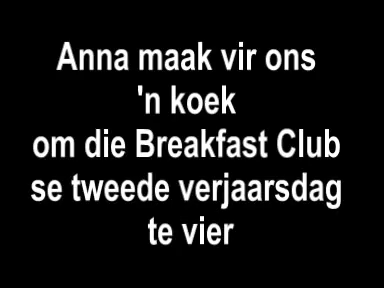 Anna maak vir ons
'n koek
om die Breakfast Club
se tweede verjaarsdag
te vier